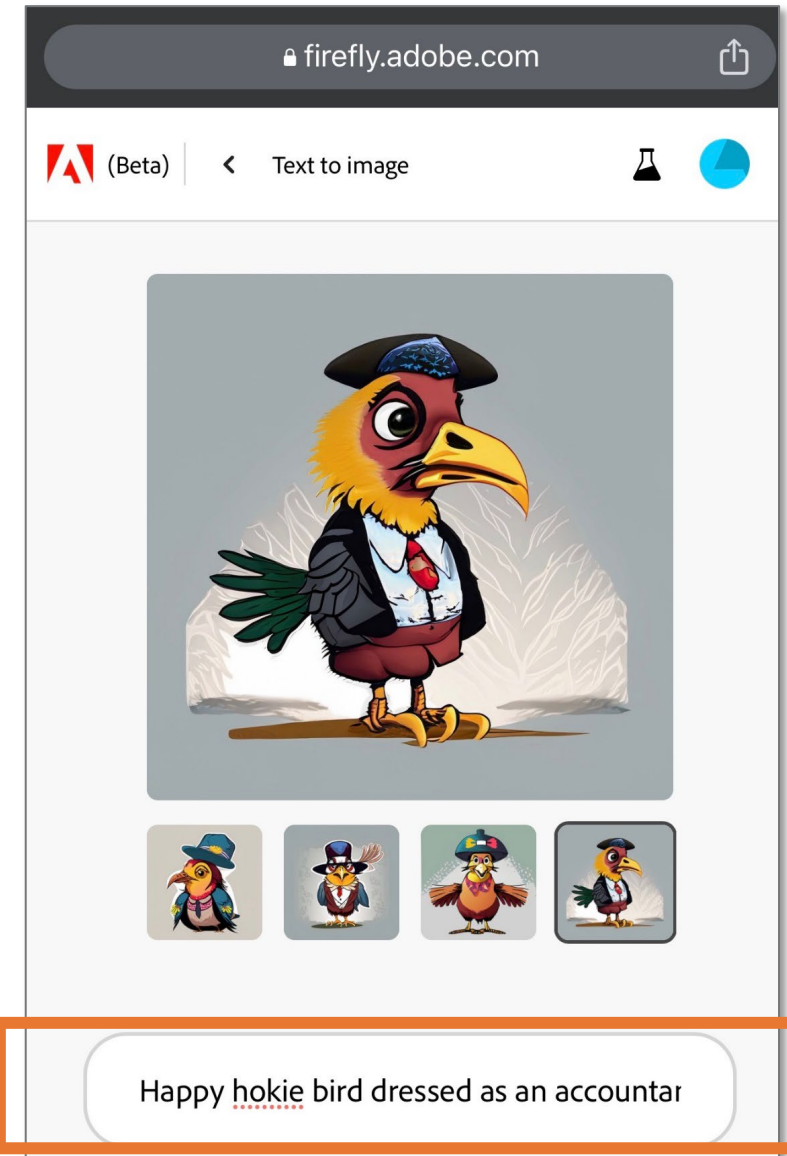 firefly.adobe.com
(Beta) Text to image
Happy hokie bird dressed as an accountar